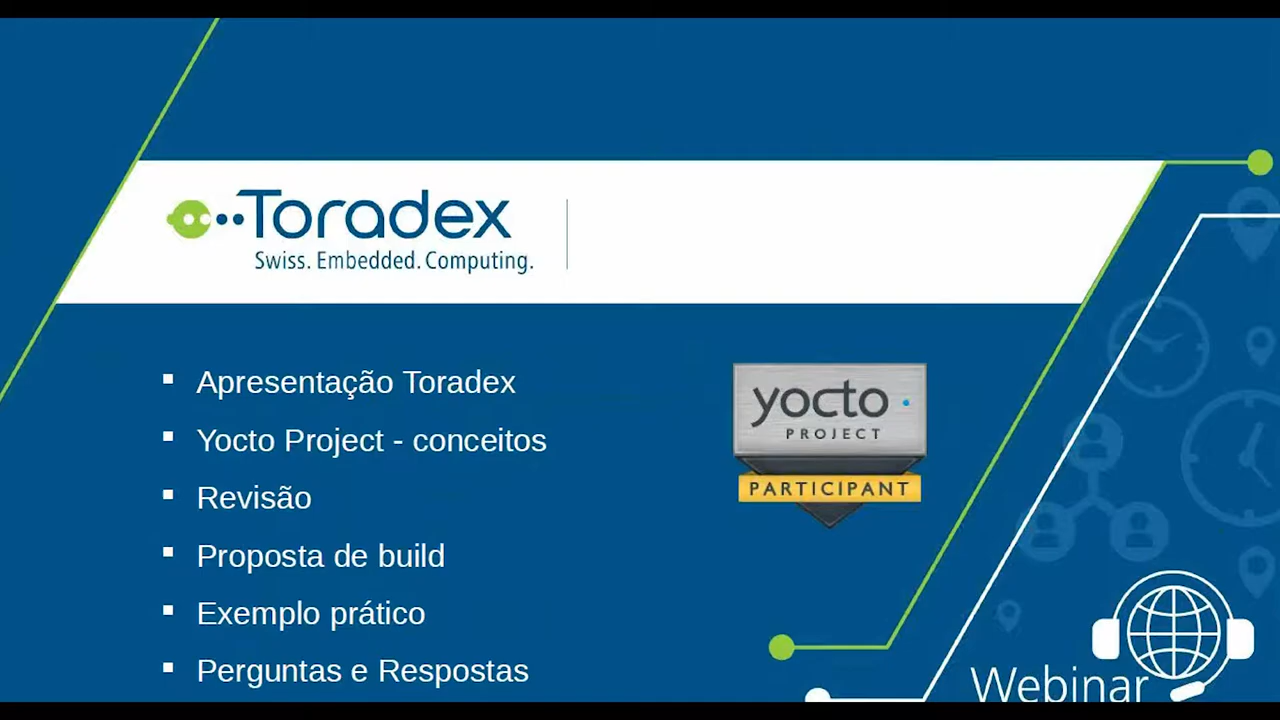 Toradex
Swiss. Embedded. Computing.
Apresentação Toradex
Yocto Project - conceitos
Revisão
Proposta de build
Exemplo prático
Perguntas e Respostas
yocto
PROJECT
PARTICIPANT
Webinar